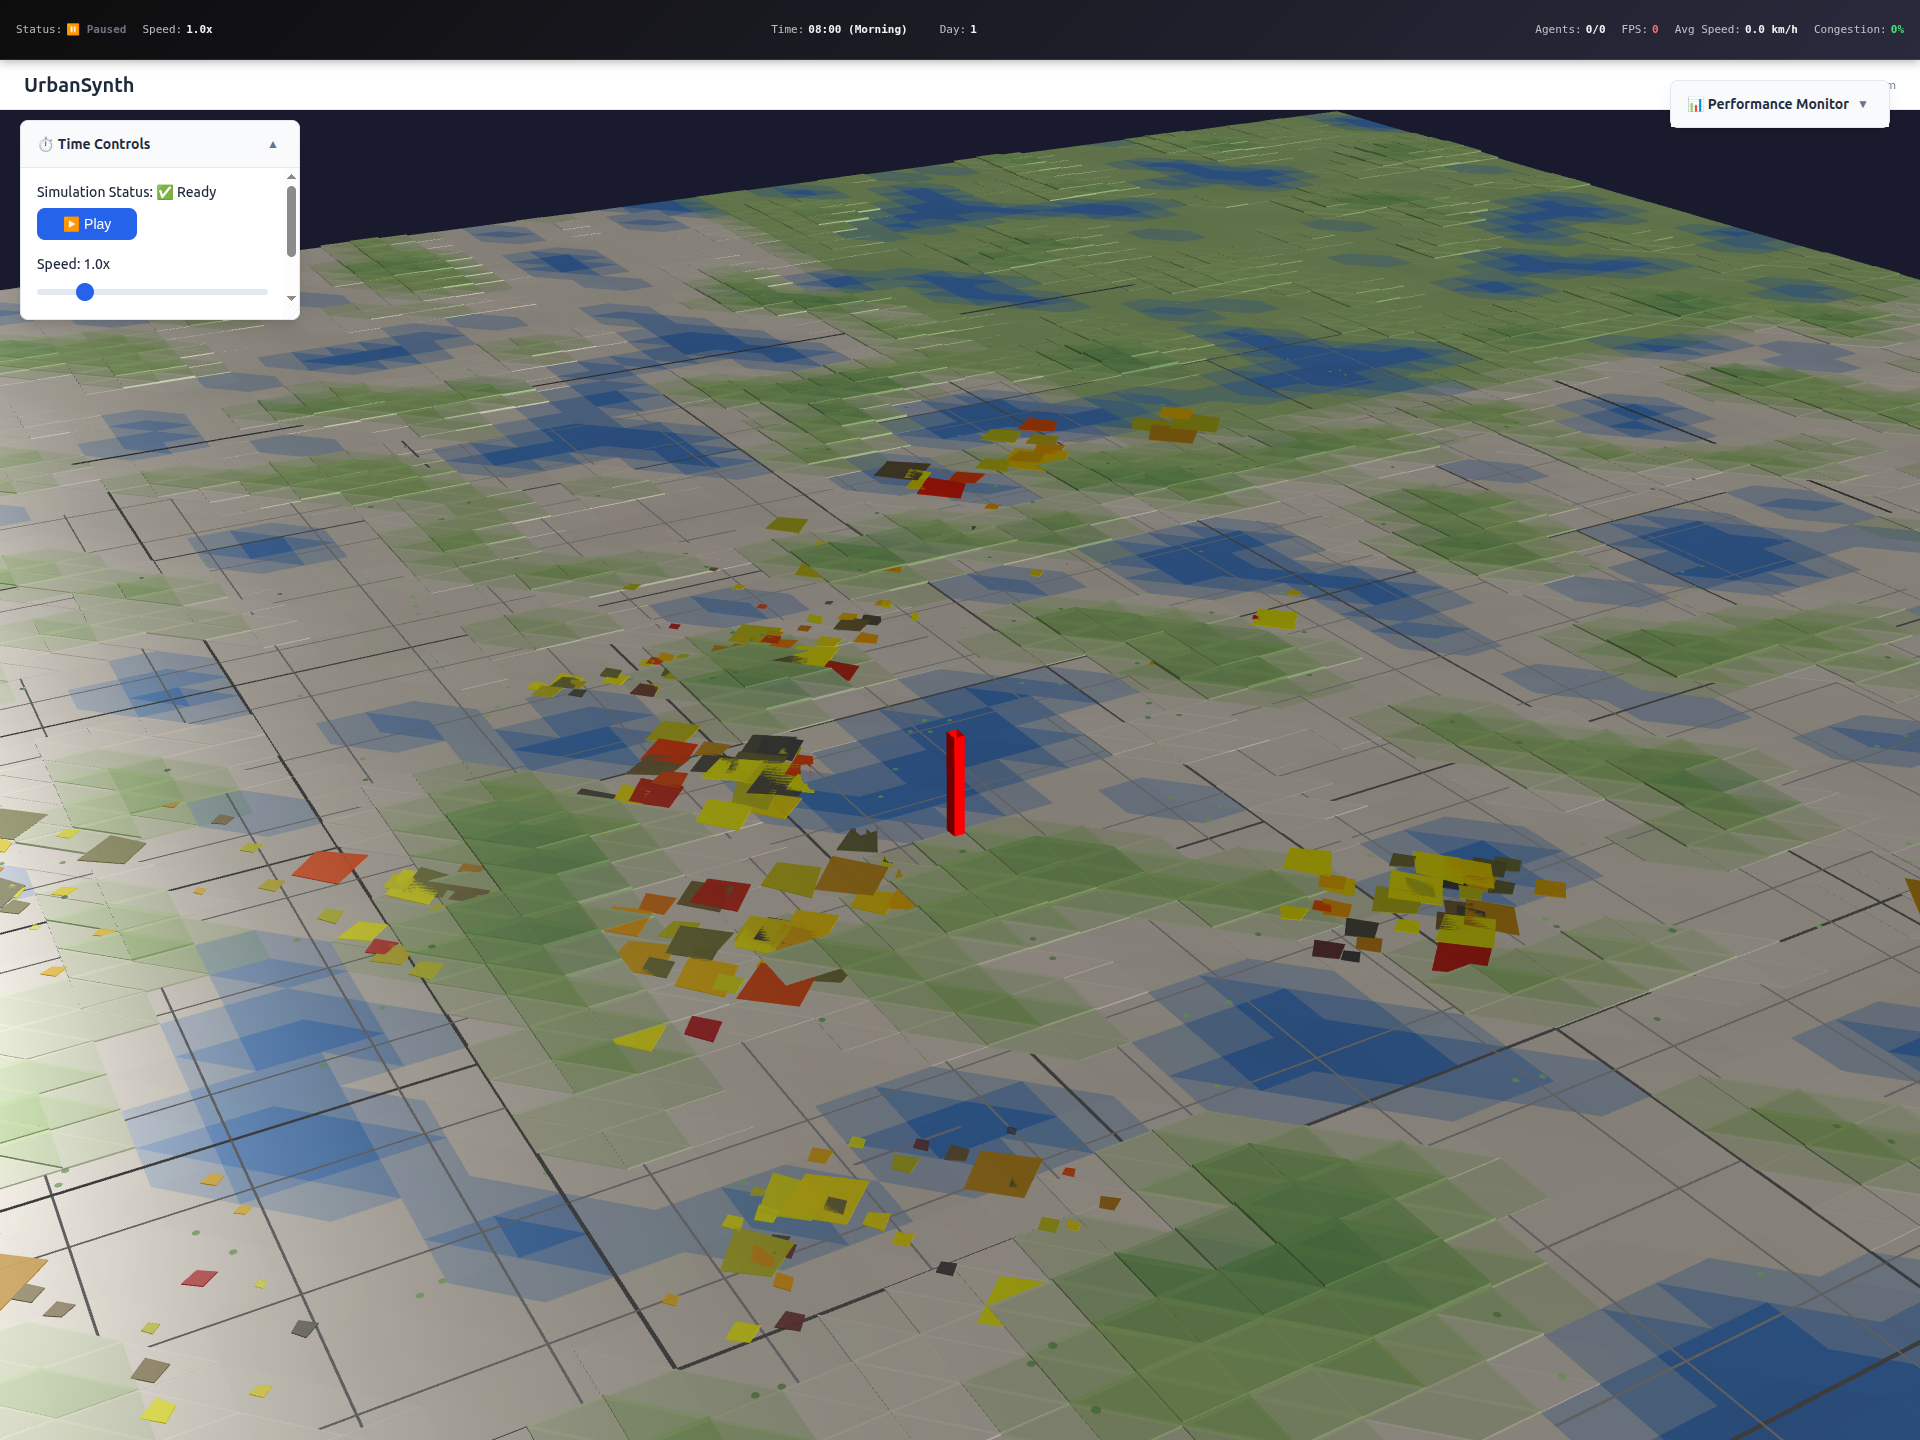 Status: ⏸️ Paused Speed: 1.0x Time: 08:00 (Morning) Day: 1 Agents: 0/0 FPS: 0 Avg Speed: 0.0 km/h Congestion: 0%
UrbanSynth
📊 Performance Monitor ▼
⏱️ Time Controls ▲
Simulation Status: ✅ Ready
▶️ Play
Speed: 1.0x